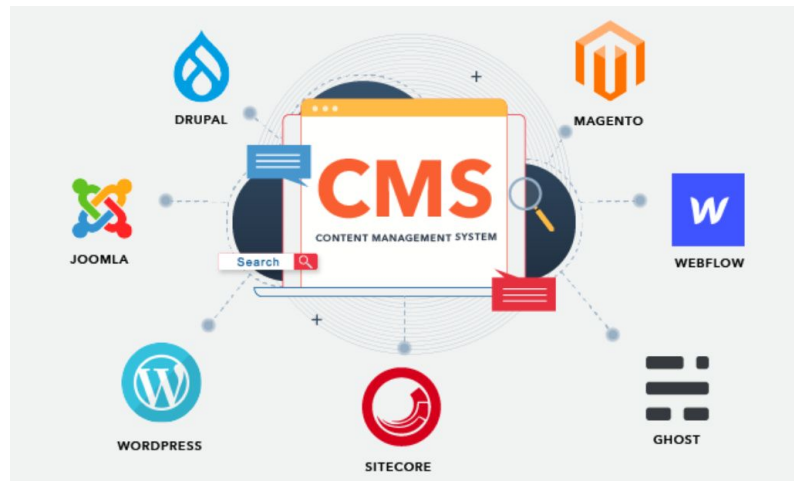 DRUPAL
MAGENTO
CMS
CONTENT MANAGEMENT SYSTEM
Search
JOOMLA
W
WEBFLOW
W
WORDPRESS
SITECORE
GHOST